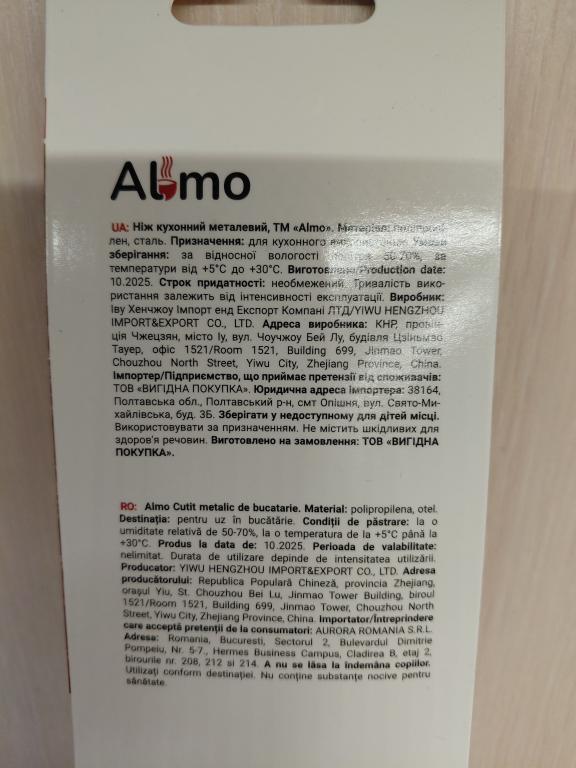 Almo
UA: Ніж кухонний металевий, ТМ «Almo». Матеріал: поліпропі-
лен, сталь. Призначення: для кухонного використання. Умови
зберігання: за відносної вологості повітря 50-70%, за
температури від +5°C до +30°C. Виготовлено/Production date:
10.2025. Строк придатності: необмежений. Тривалість вико-
ристання залежить від інтенсивності експлуатації. Виробник:
Іву Хенчжоу Імпорт енд Експорт Компані ЛТД/YIWU HENGZHOU
IMPORT&EXPORT CO., LTD. Адреса виробника: КНР, провін-
ція Чжецзян, місто Іу, вул. Чоучжоу Бей Лу, будівля Цзіньмао
Тауер, офіс 1521/Room 1521, Building 699, Jinmao Tower,
Chouzhou North Street, Yiwu City, Zhejiang Province, China.
Імпортер/Підприємство, що приймає претензії від споживачів:
ТОВ «ВИГІДНА ПОКУПКА». Юридична адреса імпортера: 38164,
Полтавська обл., Полтавський р-н, смт Опішня, вул. Свято-Ми-
хайлівська, буд. 3Б. Зберігати у недоступному для дітей місці.
Використовувати за призначенням. Не містить шкідливих для
здоров'я речовин. Виготовлено на замовлення: ТОВ «ВИГІДНА
ПОКУПКА».
RO: Almo Cutit metalic de bucatarie. Material: polipropilena, otel.
Destinația: pentru uz în bucătărie. Condiții de păstrare: la o
umiditate relativă de 50-70%, la o temperatura de la +5°C până la
+30°C. Produs la data de: 10.2025. Perioada de valabilitate:
nelimitat. Durata de utilizare depinde de intensitatea utilizării.
Producator: YIWU HENGZHOU IMPORT&EXPORT CO., LTD. Adresa
producătorului: Republica Populară Chineză, provincia Zhejiang,
orașul Yiu, St. Chouzhou Bei Lu, Jinmao Tower Building, biroul
1521/Room 1521, Building 699, Jinmao Tower, Chouzhou North
Street, Yiwu City, Zhejiang Province, China. Importator/Întreprindere
care acceptă pretenții de la consumatori: AURORA ROMANIA S.R.L.
Adresa: Romania, Bucuresti, Sectorul 2, Bulevardul Dimitrie
Pompeiu, Nr. 5-7., Hermes Business Campus, Cladirea B, etaj 2,
birourile nr. 208, 212 si 214. A nu se lăsa la îndemâna copiilor.
Utilizați conform destinației. Nu conține substanțe nocive pentru
sănătate.